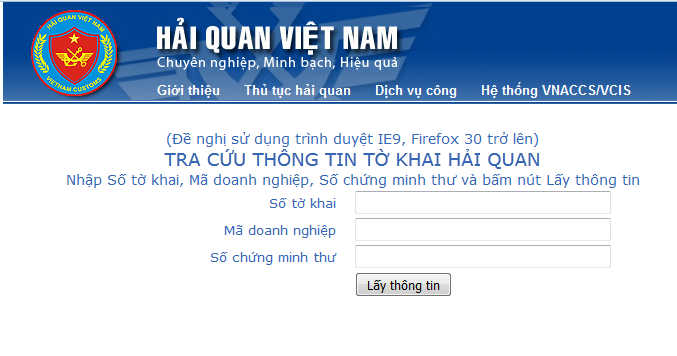 HẢI QUAN VIỆT NAM
VIETNAM CUSTOMS
HẢI QUAN VIỆT NAM
Chuyên nghiệp, Minh bạch, Hiệu quả
Giới thiệu Thủ tục hải quan Dịch vụ công Hệ thống VNACCS/VCIS
(Đề nghị sử dụng trình duyệt IE9, Firefox 30 trở lên)
TRA CỨU THÔNG TIN TỜ KHAI HẢI QUAN
Nhập Số tờ khai, Mã doanh nghiệp, Số chứng minh thư và bấm nút Lấy thông tin
Số tờ khai
Mã doanh nghiệp
Số chứng minh thư
Lấy thông tin